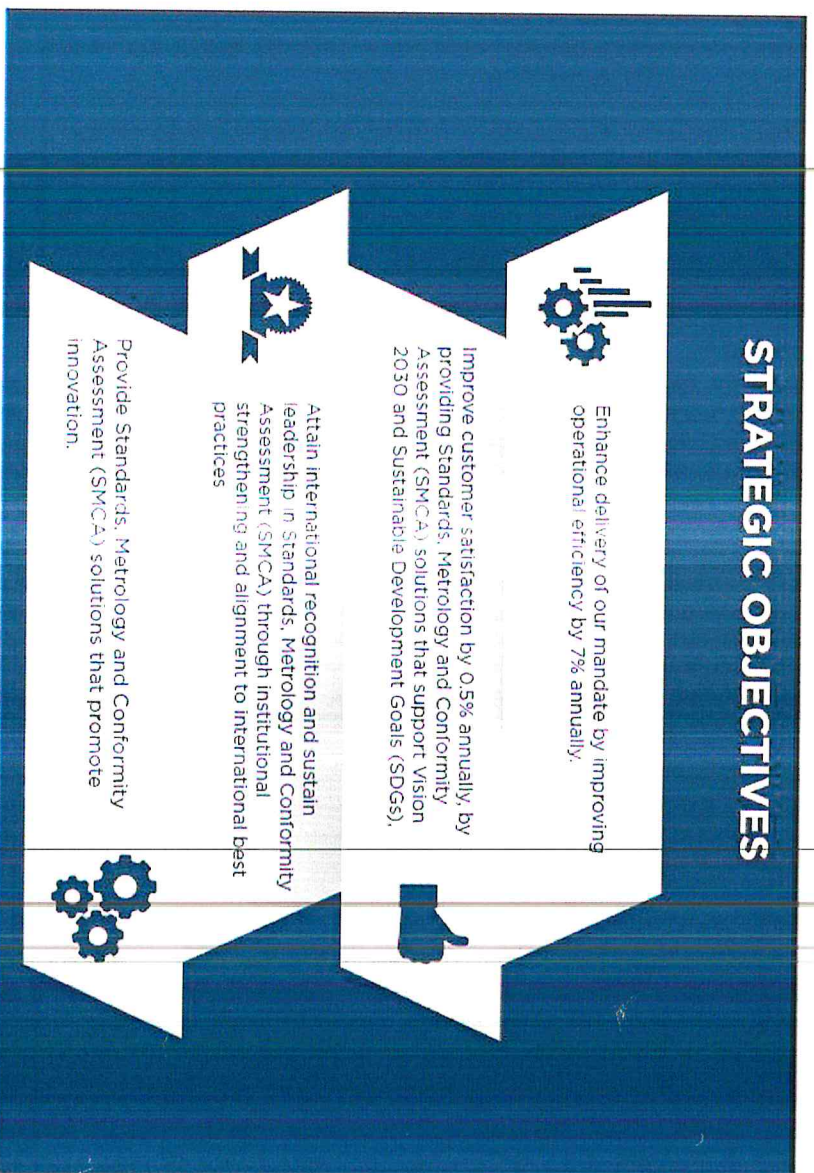 STRATEGIC OBJECTIVES
Enhance delivery of our mandate by improving
operational efficiency by 7% annually.
Improve customer satisfaction by 0.5% annually, by
providing Standards, Metrology and Conformity
Assessment (SMCA) solutions that support Vision
2030 and Sustainable Development Goals (SDGs).
Attain international recognition and sustain
leadership in Standards, Metrology and Conformity
Assessment (SMCA) through institutional
strengthening and alignment to international best
practices
Provide Standards, Metrology and Conformity
Assessment (SMCA) solutions that promote
innovation.